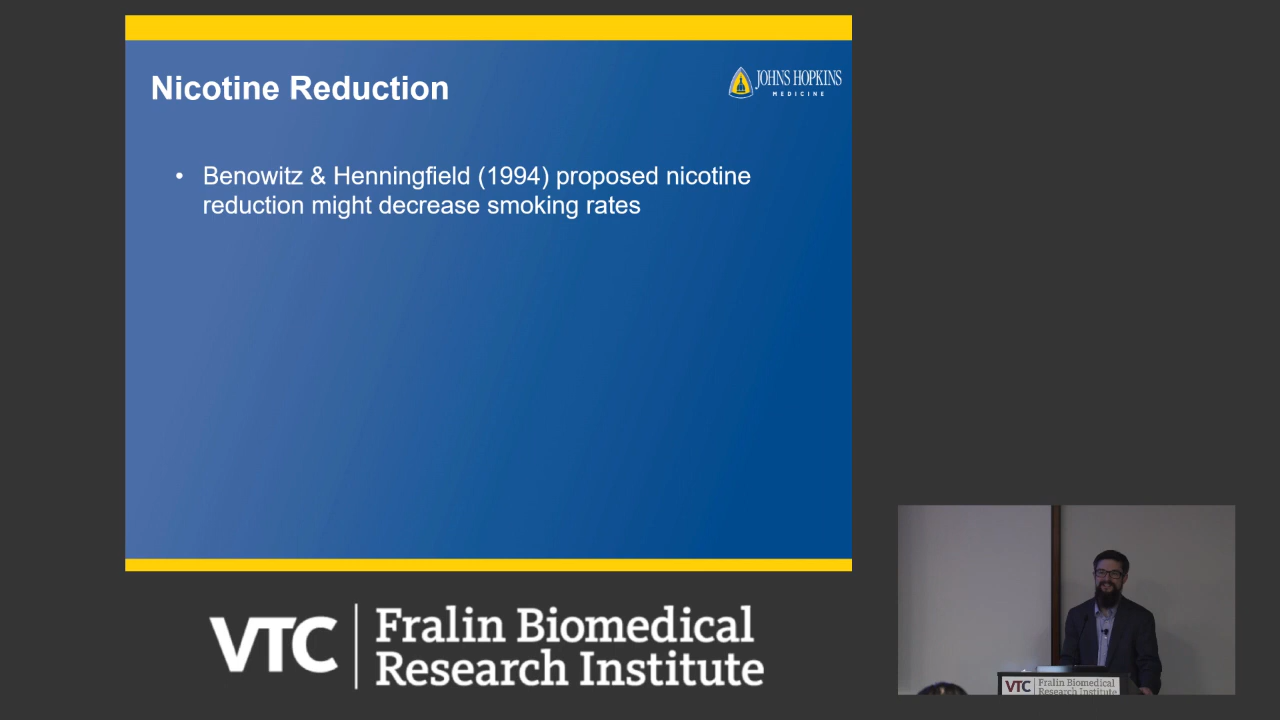 Nicotine Reduction
JOHNS HOPKINS
MEDICINE
• Benowitz & Henningfield (1994) proposed nicotine
reduction might decrease smoking rates
VTC
Fralin Biomedical
Research Institute
VTC
Fralin Biomedical
Research Institute